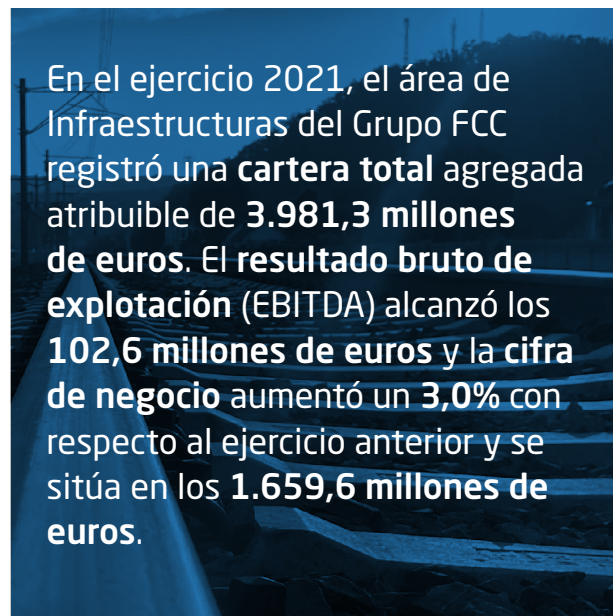 En el ejercicio 2021, el área de
Infraestructuras del Grupo FCC
registró una cartera total agregada
atribuible de 3.981,3 millones
de euros. El resultado bruto de
explotación (EBITDA) alcanzó los
102,6 millones de euros y la cifra
de negocio aumentó un 3,0% con
respecto al ejercicio anterior y se
sitúa en los 1.659,6 millones de
euros.